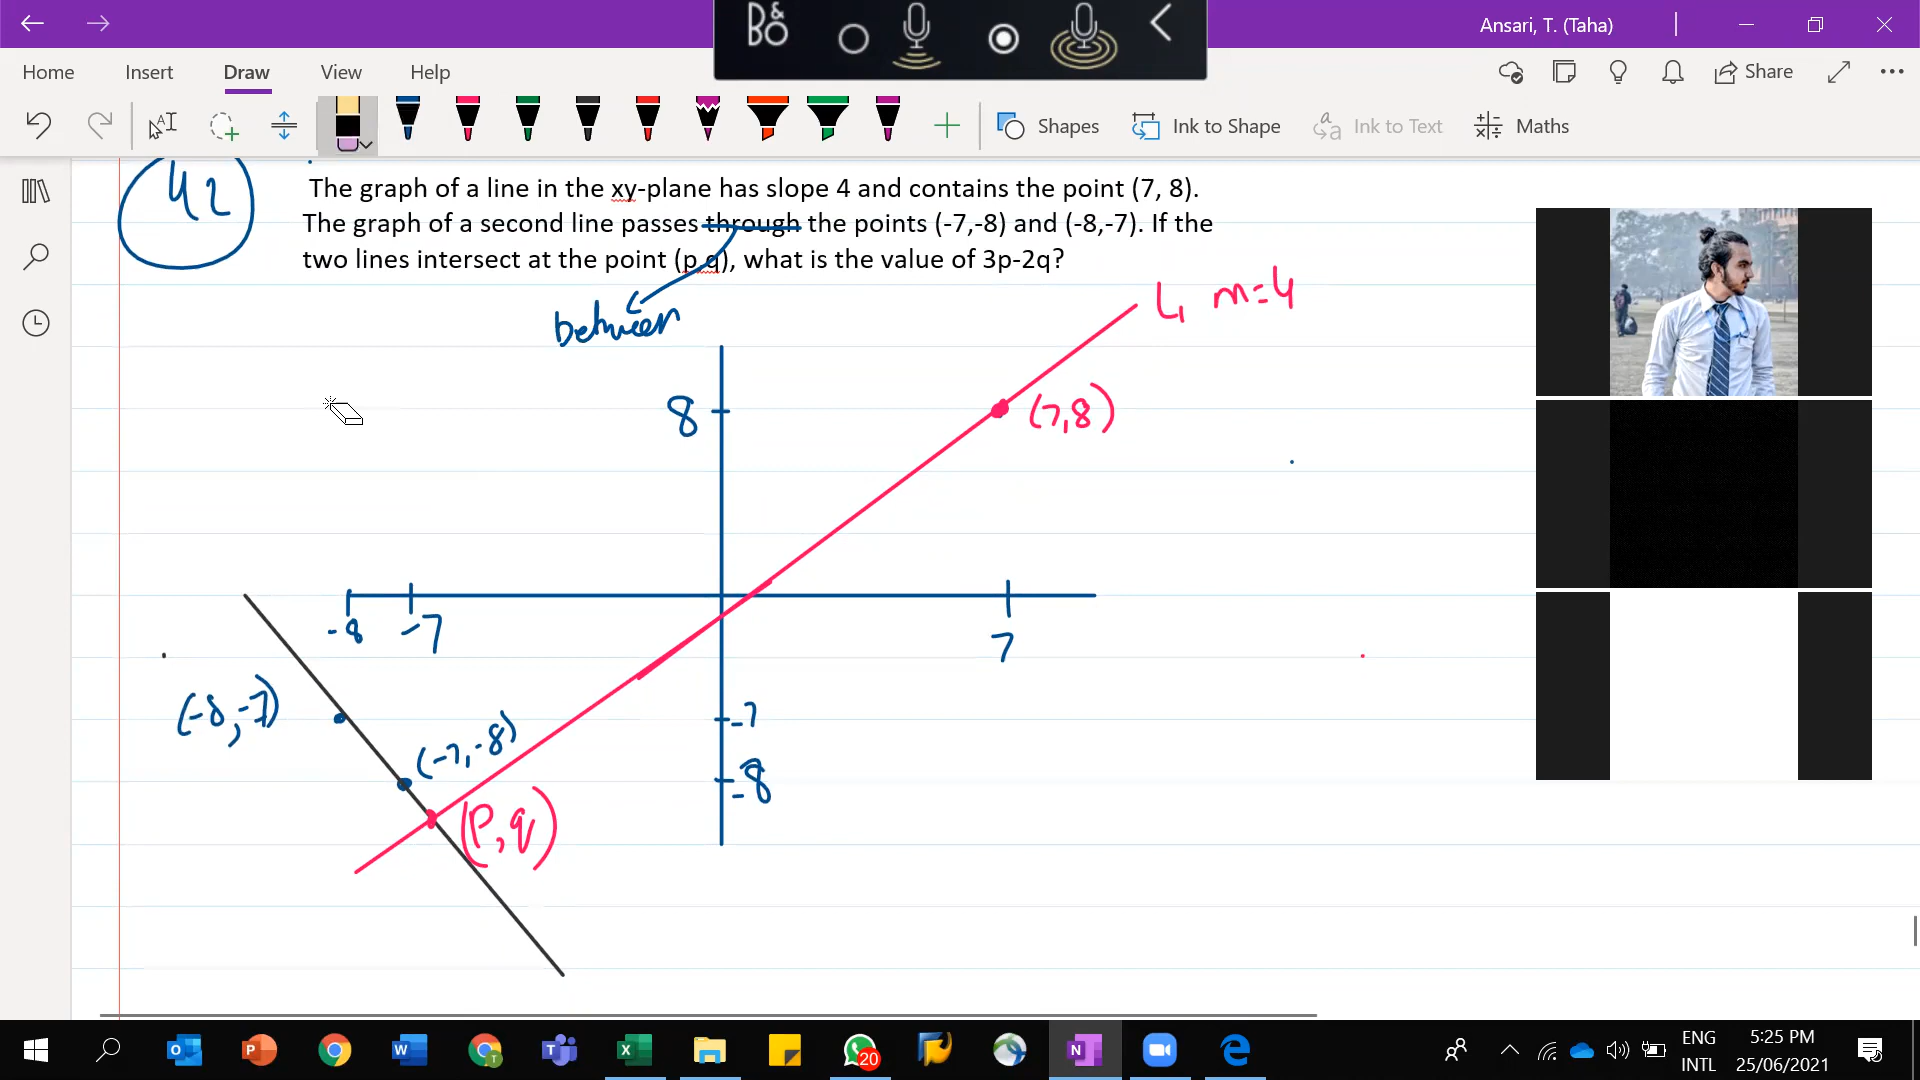 B&O
Ansari, T. (Taha)
Home Insert Draw View Help
Share
Shapes Ink to Shape Ink to Text Maths
42
The graph of a line in the xy-plane has slope 4 and contains the point (7, 8).
The graph of a second line passes through the points (-7,-8) and (-8,-7). If the
two lines intersect at the point (p,q), what is the value of 3p-2q?
between
L1 m=4
8
(7,8)
-8 -7
7
(-8,-7)
-7
(-7,-8)
-8
(P,q)
20
ENG
INTL
5:25 PM
25/06/2021